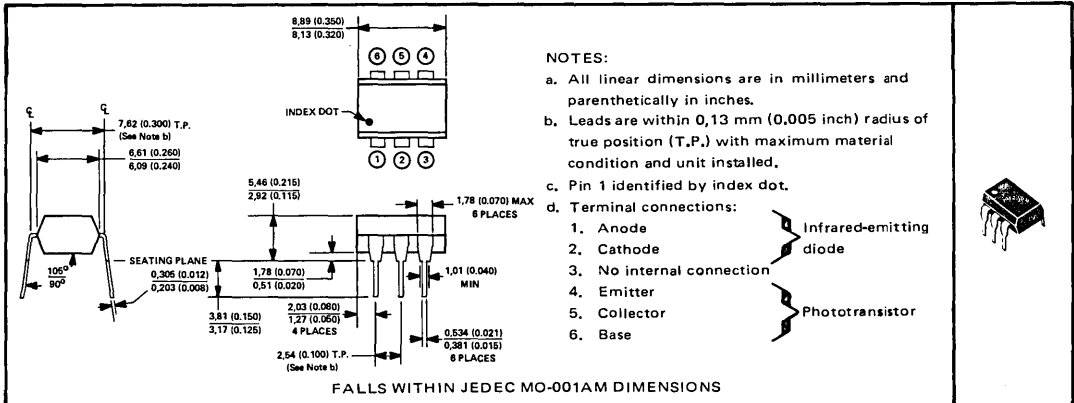 8,89 (0.350)
8,13 (0.320)
6 5 4
INDEX DOT
1 2 3
℄ ℄
7,62 (0.300) T.P.
(See Note b)
6,61 (0.260)
6,09 (0.240)
105°
90°
SEATING PLANE
0,305 (0.012)
0,203 (0.008)
5,46 (0.215)
2,92 (0.115)
1,78 (0.070) MAX
6 PLACES
1,78 (0.070)
0,51 (0.020)
1,01 (0.040)
MIN
3,81 (0.150)
3,17 (0.125)
2,03 (0.080)
1,27 (0.050)
4 PLACES
0,534 (0.021)
0,381 (0.015)
6 PLACES
2,54 (0.100) T.P.
(See Note b)
NOTES:
a. All linear dimensions are in millimeters and
parenthetically in inches.
b. Leads are within 0,13 mm (0.005 inch) radius of
true position (T.P.) with maximum material
condition and unit installed.
c. Pin 1 identified by index dot.
d. Terminal connections:
1. Anode
2. Cathode
Infrared-emitting
diode
3. No internal connection
4. Emitter
5. Collector
6. Base
Phototransistor
FALLS WITHIN JEDEC MO-001AM DIMENSIONS